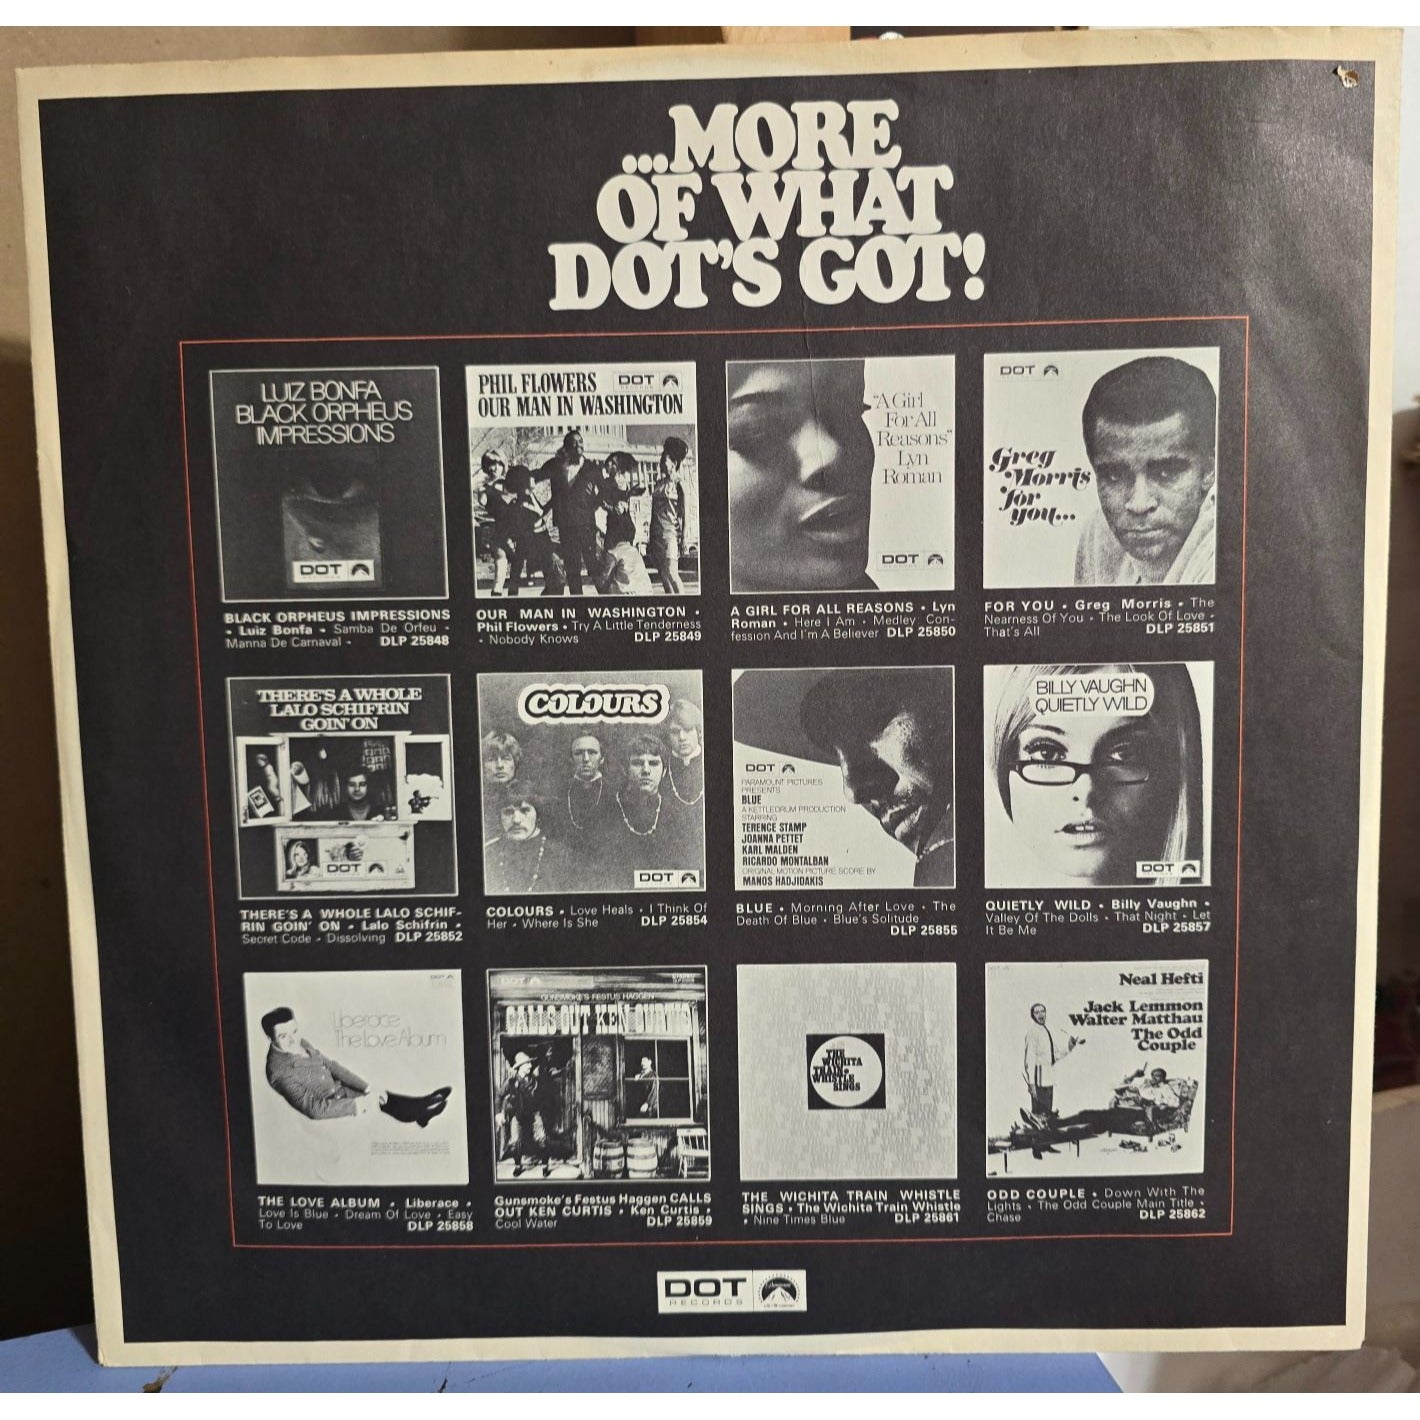 ...MORE
OF WHAT
DOT'S GOT!
LUIZ BONFA
BLACK ORPHEUS
IMPRESSIONS
DOT
RECORDS
BLACK ORPHEUS IMPRESSIONS
• Luiz Bonfa • Samba De Orfeu •
Manna De Carnaval • DLP 25848
PHIL FLOWERS DOT
RECORDS
OUR MAN IN WASHINGTON
OUR MAN IN WASHINGTON •
Phil Flowers • Try A Little Tenderness
• Nobody Knows DLP 25849
"A Girl
For All
Reasons"
Lyn
Roman
DOT
A GIRL FOR ALL REASONS • Lyn
Roman • Here I Am • Medley Con-
fession And I'm A Believer DLP 25850
DOT
Greg
Morris
for
you...
FOR YOU • Greg Morris • The
Nearness Of You • The Look Of Love •
That's All DLP 25851
THERE'S A WHOLE
LALO SCHIFRIN
GOIN' ON
DOT
THERE'S A WHOLE LALO SCHIF-
RIN GOIN' ON • Lalo Schifrin •
Secret Code • Dissolving DLP 25852
COLOURS
DOT
COLOURS • Love Heals • I Think Of
Her • Where Is She DLP 25854
DOT
PARAMOUNT PICTURES
PRESENTS
BLUE
A KETTLEDRUM PRODUCTION
STARRING
TERENCE STAMP
JOANNA PETTET
KARL MALDEN
RICARDO MONTALBAN
ORIGINAL MOTION PICTURE SCORE BY
MANOS HADJIDAKIS
BLUE • Morning After Love • The
Death Of Blue • Blue's Solitude
DLP 25855
BILLY VAUGHN
QUIETLY WILD
DOT
QUIETLY WILD • Billy Vaughn •
Valley Of The Dolls • That Night • Let
It Be Me DLP 25857
DOT
Liberace
The Love Album
THE LOVE ALBUM • Liberace •
Love Is Blue • Dream Of Love • Easy
To Love DLP 25858
DOT STEREO
GUNSMOKE'S FESTUS HAGGEN
CALLS OUT KEN CURTIS
Gunsmoke's Festus Haggen CALLS
OUT KEN CURTIS • Ken Curtis •
Cool Water DLP 25859
THE
WICHITA
TRAIN
WHISTLE
SINGS
THE WICHITA TRAIN WHISTLE
SINGS • The Wichita Train Whistle
• Nine Times Blue DLP 25861
Neal Hefti
Jack Lemmon
Walter Matthau
The Odd
Couple
ODD COUPLE • Down With The
Lights • The Odd Couple Main Title •
Chase DLP 25862
DOT
RECORDS
Paramount